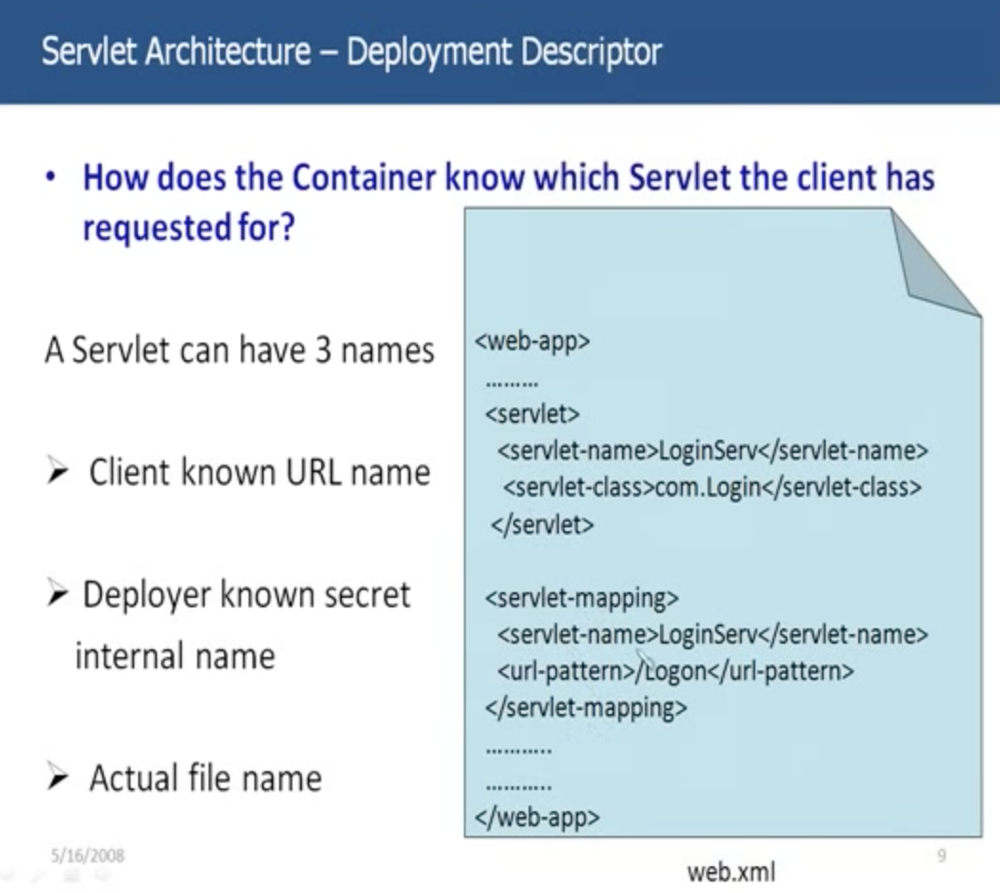 Servlet Architecture – Deployment Descriptor
• How does the Container know which Servlet the client has
requested for?
A Servlet can have 3 names
➢ Client known URL name
➢ Deployer known secret
internal name
➢ Actual file name
<web-app>
.........
<servlet>
<servlet-name>LoginServ</servlet-name>
<servlet-class>com.Login</servlet-class>
</servlet>
<servlet-mapping>
<servlet-name>LoginServ</servlet-name>
<url-pattern>/Logon</url-pattern>
</servlet-mapping>
...........
...........
</web-app>
web.xml
5/16/2008
9